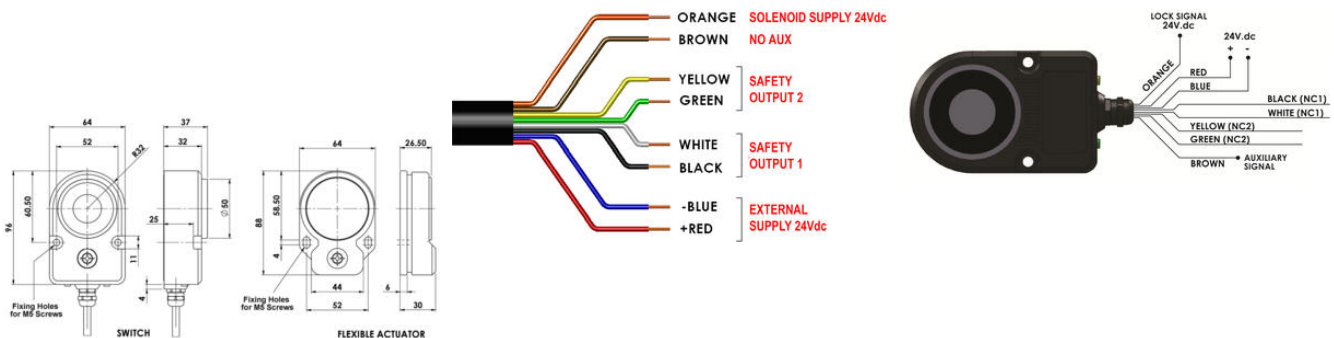 64
52
R32
60.50
96
11
4
Fixing Holes
for M5 Screws
SWITCH
37
32
25
Ø 50
64
58.50
88
4
Fixing Holes
for M5 Screws
44
52
26.50
6
30
FLEXIBLE ACTUATOR
ORANGE SOLENOID SUPPLY 24Vdc
BROWN NO AUX
YELLOW
GREEN
SAFETY
OUTPUT 2
WHITE
BLACK
SAFETY
OUTPUT 1
-BLUE
+RED
EXTERNAL
SUPPLY 24Vdc
LOCK SIGNAL
24V.dc
24V.dc
+ -
ORANGE
RED
BLUE
BLACK (NC1)
WHITE (NC1)
YELLOW (NC2)
GREEN (NC2)
BROWN
AUXILIARY
SIGNAL